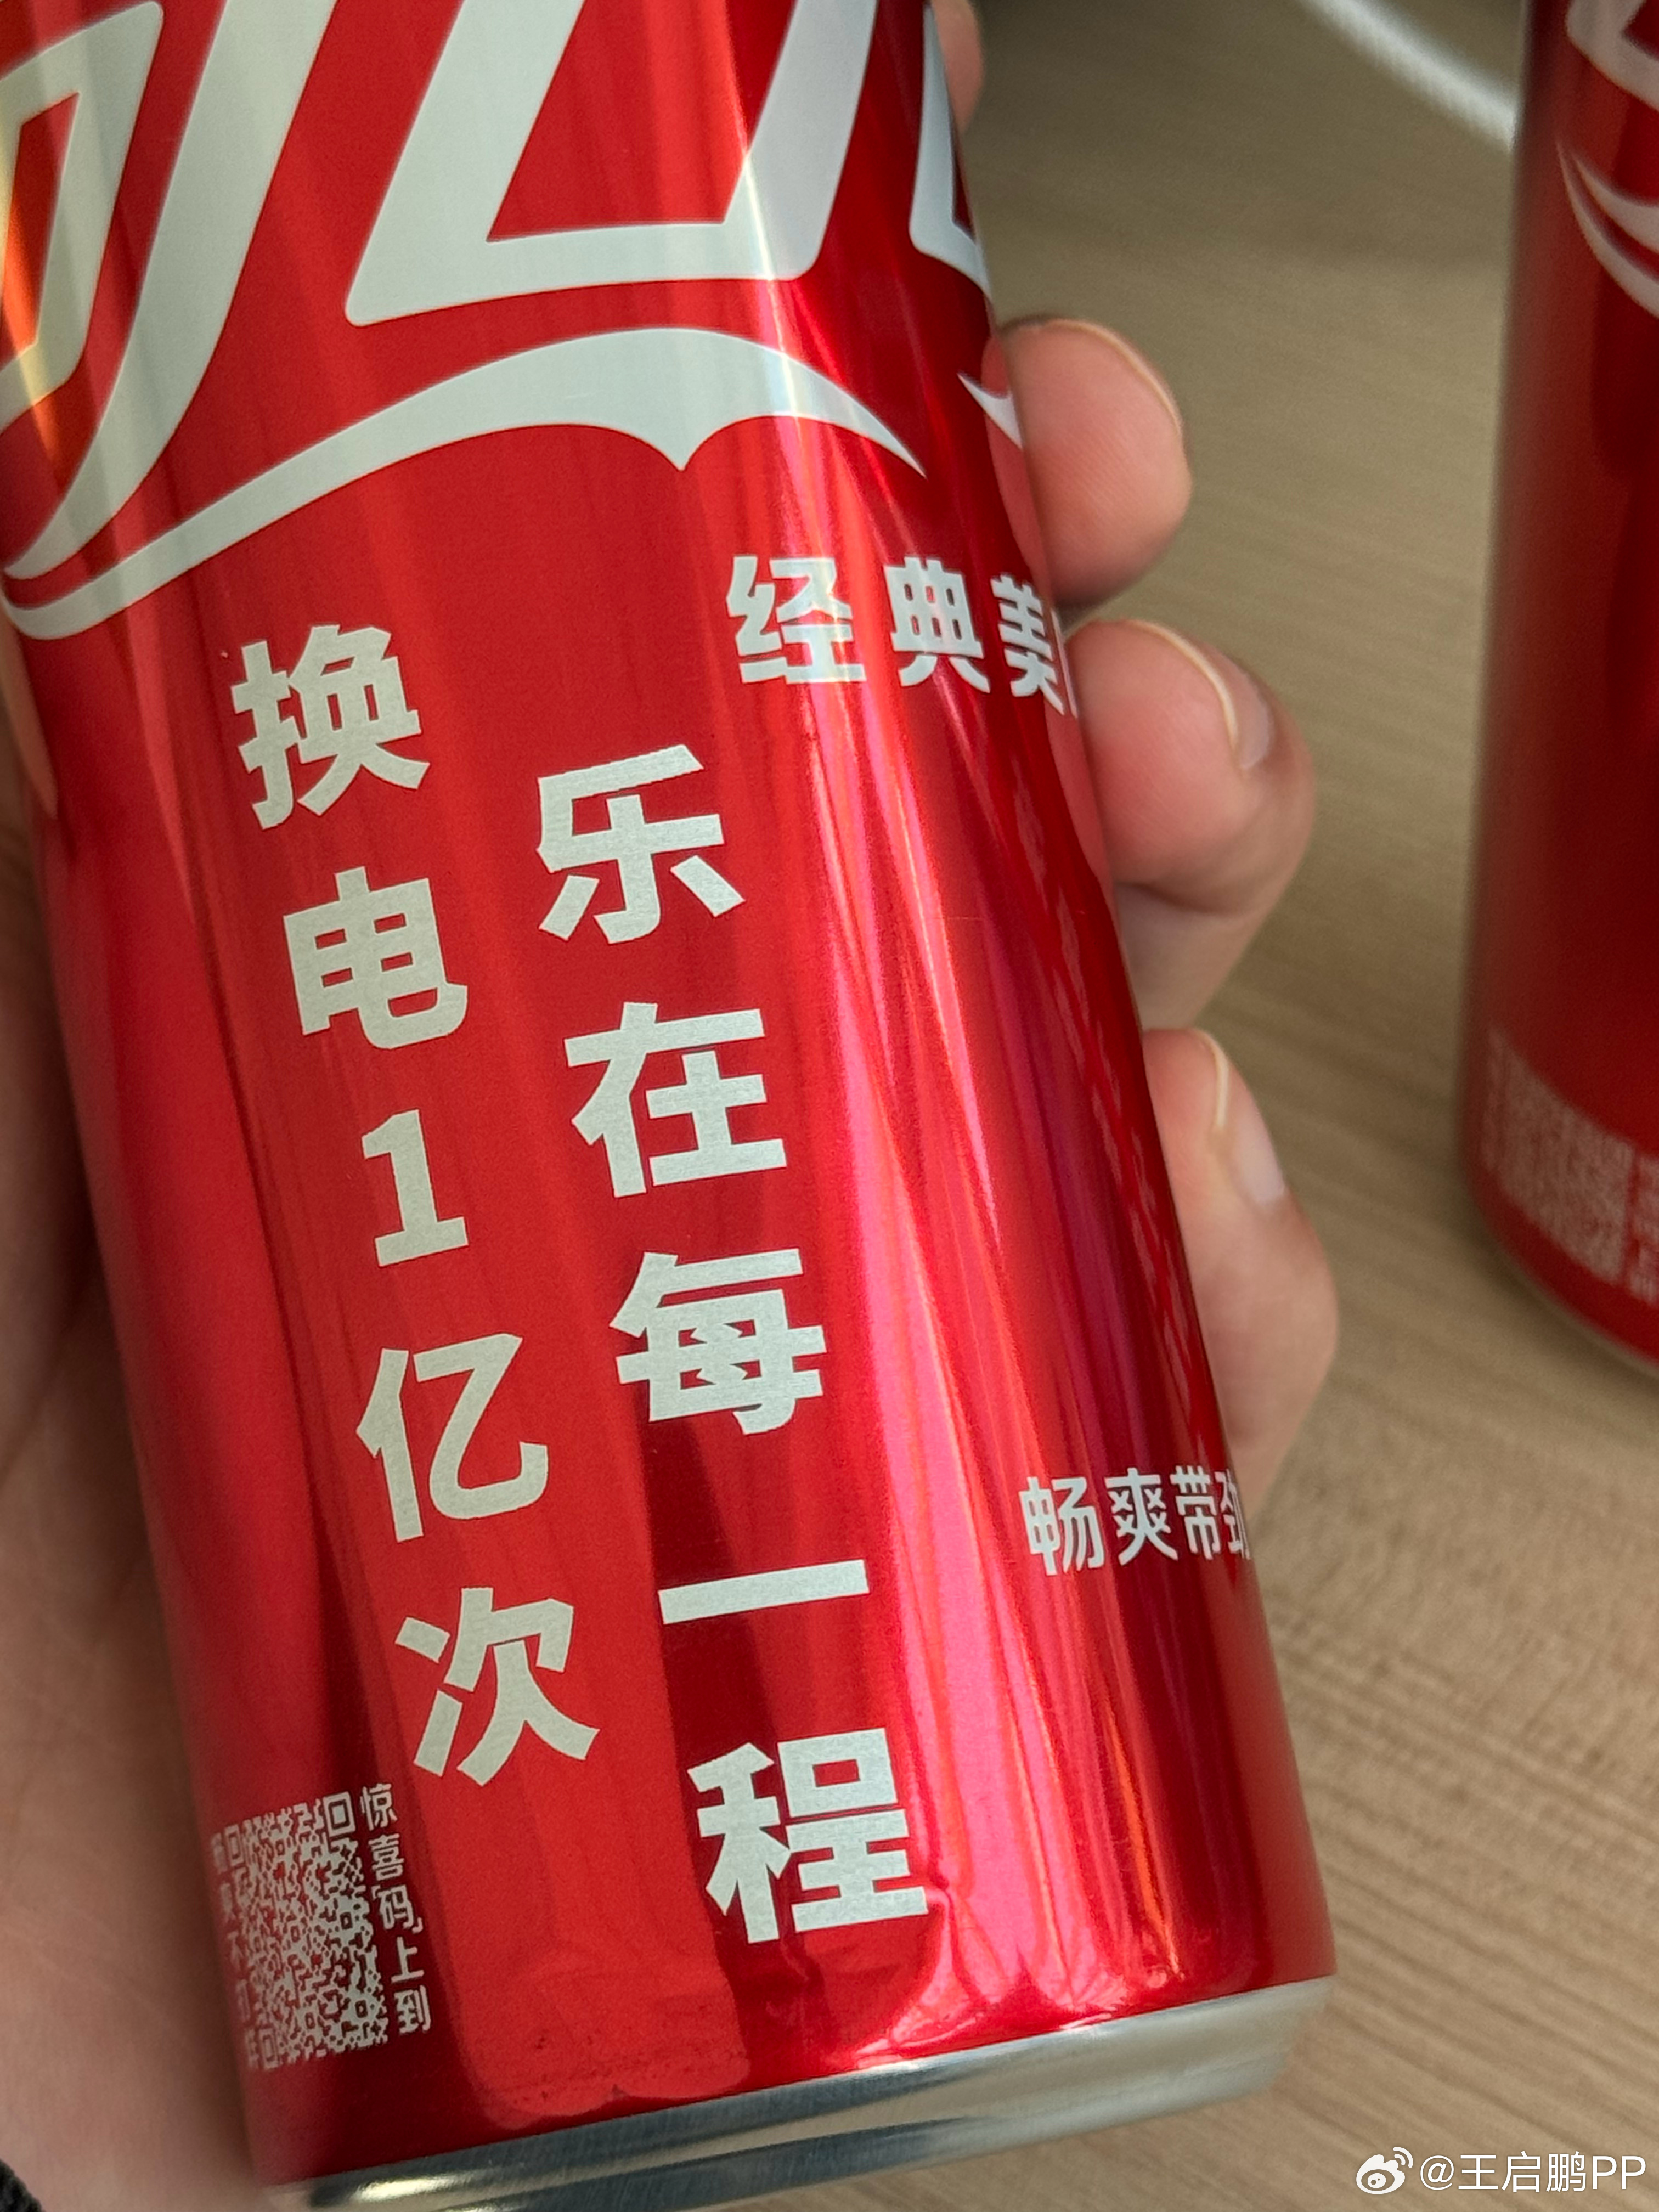 经典美
换电1亿次
乐在每一程
畅爽带劲
惊喜“码”上到
@王启鹏PP